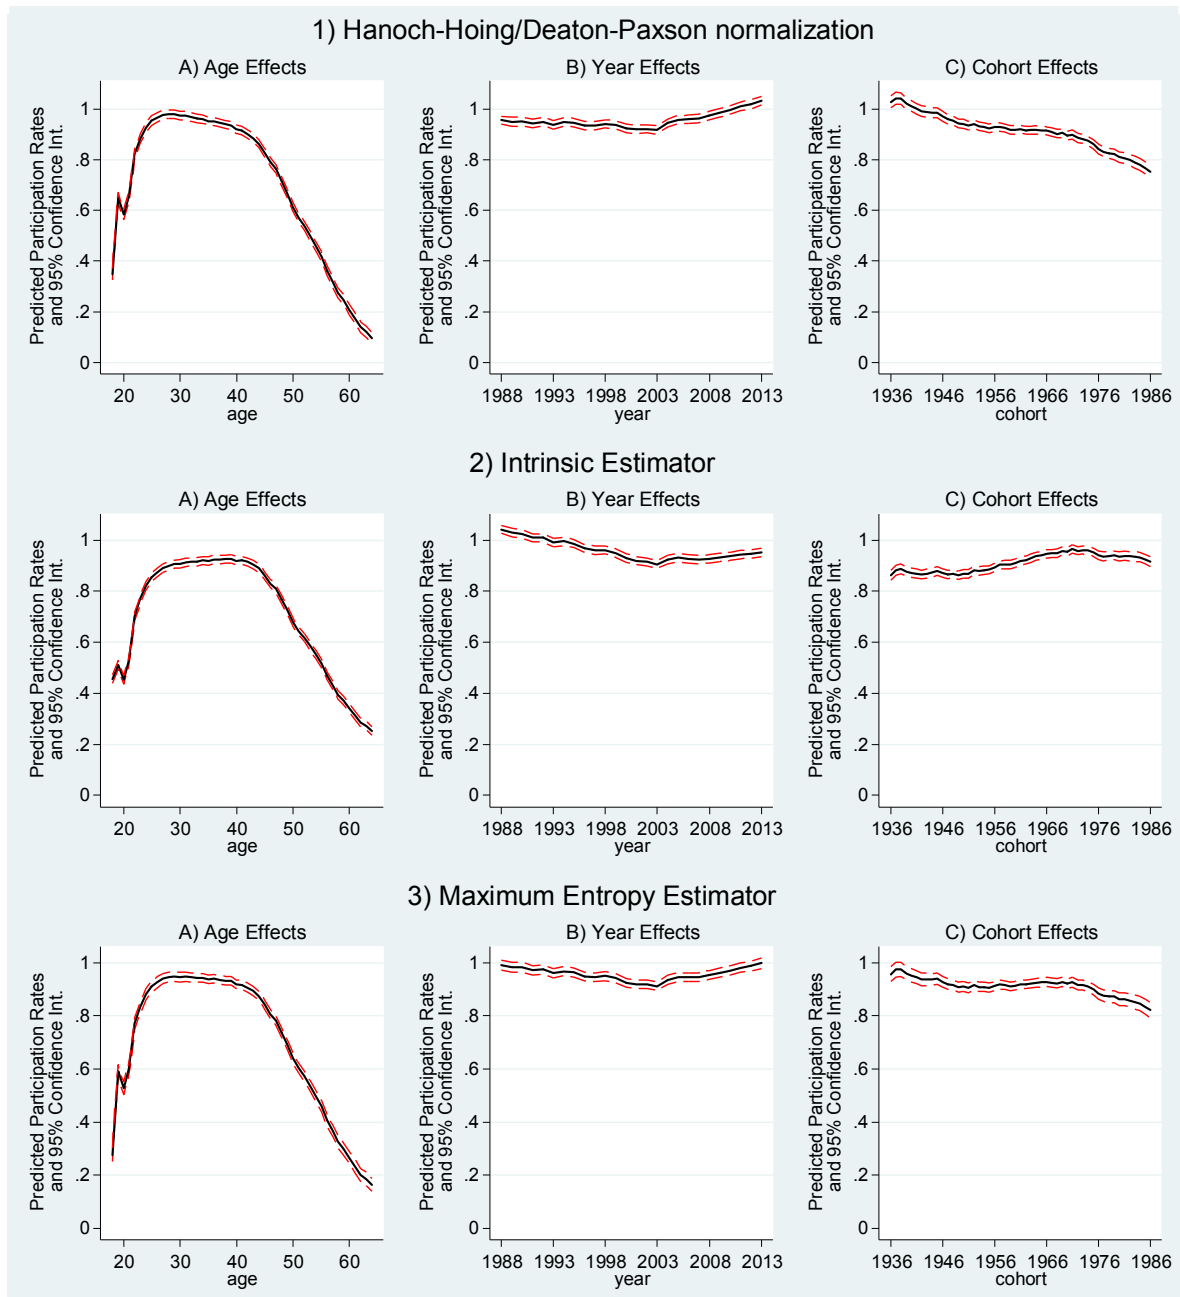 1) Hanoch-Hoing/Deaton-Paxson normalization
A) Age Effects
Predicted Participation Rates
and 95% Confidence Int.
1
.8
.6
.4
.2
0
20 30 40 50 60
age
B) Year Effects
Predicted Participation Rates
and 95% Confidence Int.
1
.8
.6
.4
.2
0
1988 1993 1998 2003 2008 2013
year
C) Cohort Effects
Predicted Participation Rates
and 95% Confidence Int.
1
.8
.6
.4
.2
0
1936 1946 1956 1966 1976 1986
cohort
2) Intrinsic Estimator
A) Age Effects
Predicted Participation Rates
and 95% Confidence Int.
1
.8
.6
.4
.2
0
20 30 40 50 60
age
B) Year Effects
Predicted Participation Rates
and 95% Confidence Int.
1
.8
.6
.4
.2
0
1988 1993 1998 2003 2008 2013
year
C) Cohort Effects
Predicted Participation Rates
and 95% Confidence Int.
1
.8
.6
.4
.2
0
1936 1946 1956 1966 1976 1986
cohort
3) Maximum Entropy Estimator
A) Age Effects
Predicted Participation Rates
and 95% Confidence Int.
1
.8
.6
.4
.2
0
20 30 40 50 60
age
B) Year Effects
Predicted Participation Rates
and 95% Confidence Int.
1
.8
.6
.4
.2
0
1988 1993 1998 2003 2008 2013
year
C) Cohort Effects
Predicted Participation Rates
and 95% Confidence Int.
1
.8
.6
.4
.2
0
1936 1946 1956 1966 1976 1986
cohort